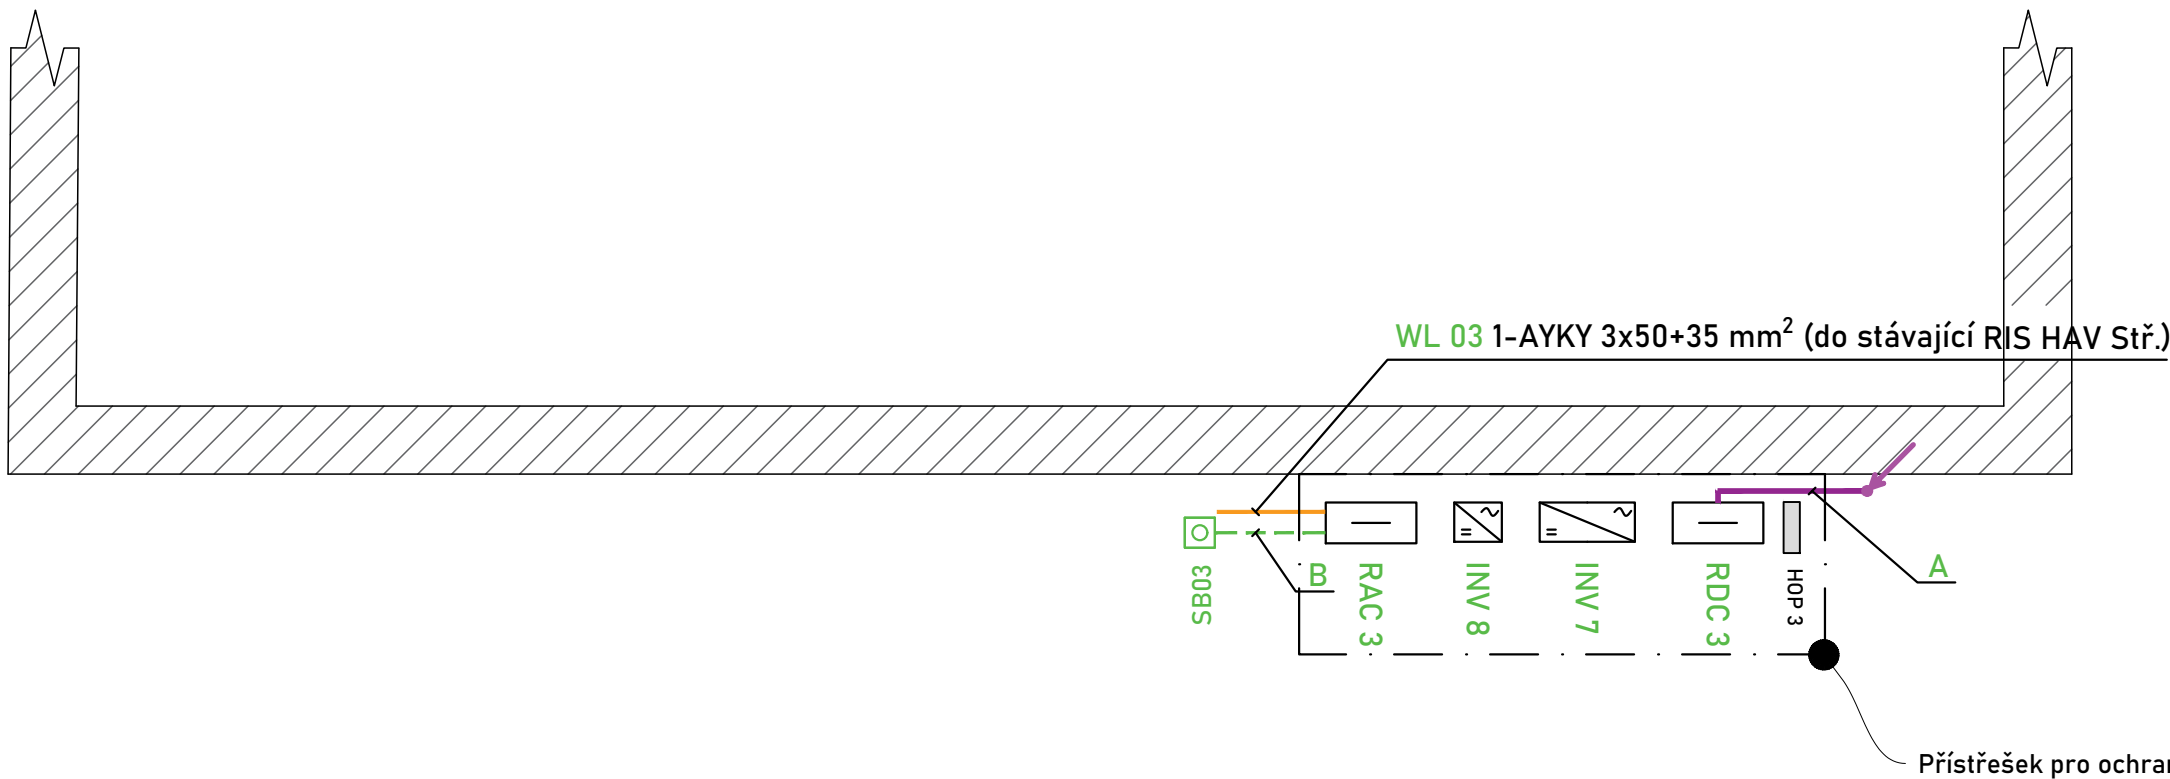 WL 03 1-AYKY 3x50+35 mm² (do stávající RIS HAV Stř.)
SB03
B
RAC 3
INV 8
INV 7
RDC 3
HOP 3
A
Přístřešek pro